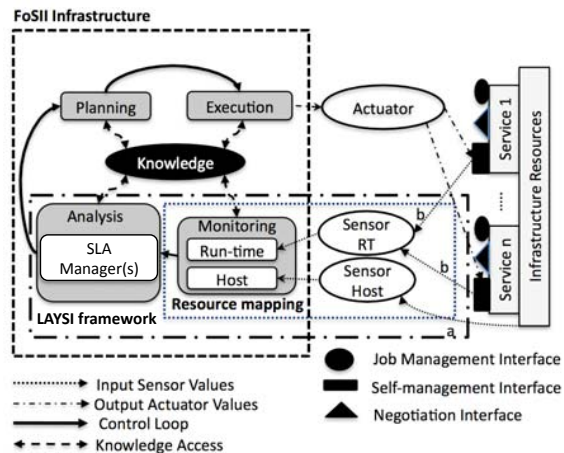 FoSII Infrastructure
Planning
Execution
Actuator
Knowledge
Service 1
Infrastructure Resources
Analysis
SLA
Manager(s)
Monitoring
Run-time
Host
Resource mapping
LAYSI framework
Sensor
RT
Sensor
Host
b
b
a
......
Service n
Input Sensor Values
Output Actuator Values
Control Loop
Knowledge Access
Job Management Interface
Self-management Interface
Negotiation Interface